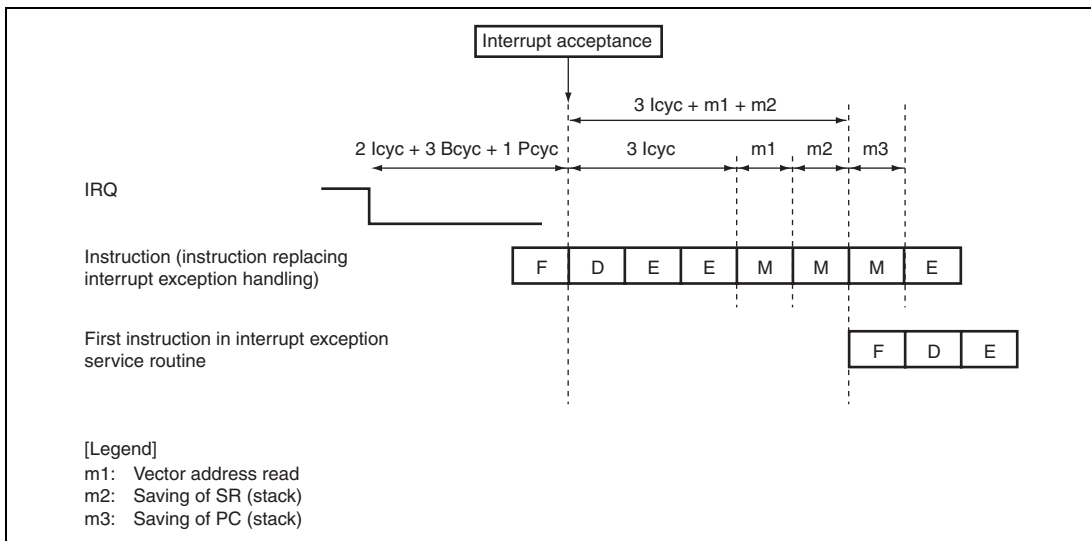 Interrupt acceptance
3 Icyc + m1 + m2
2 Icyc + 3 Bcyc + 1 Pcyc
3 Icyc
m1
m2
m3
IRQ
Instruction (instruction replacing
interrupt exception handling)
F D E E M M M E
First instruction in interrupt exception
service routine
F D E
[Legend]
m1: Vector address read
m2: Saving of SR (stack)
m3: Saving of PC (stack)